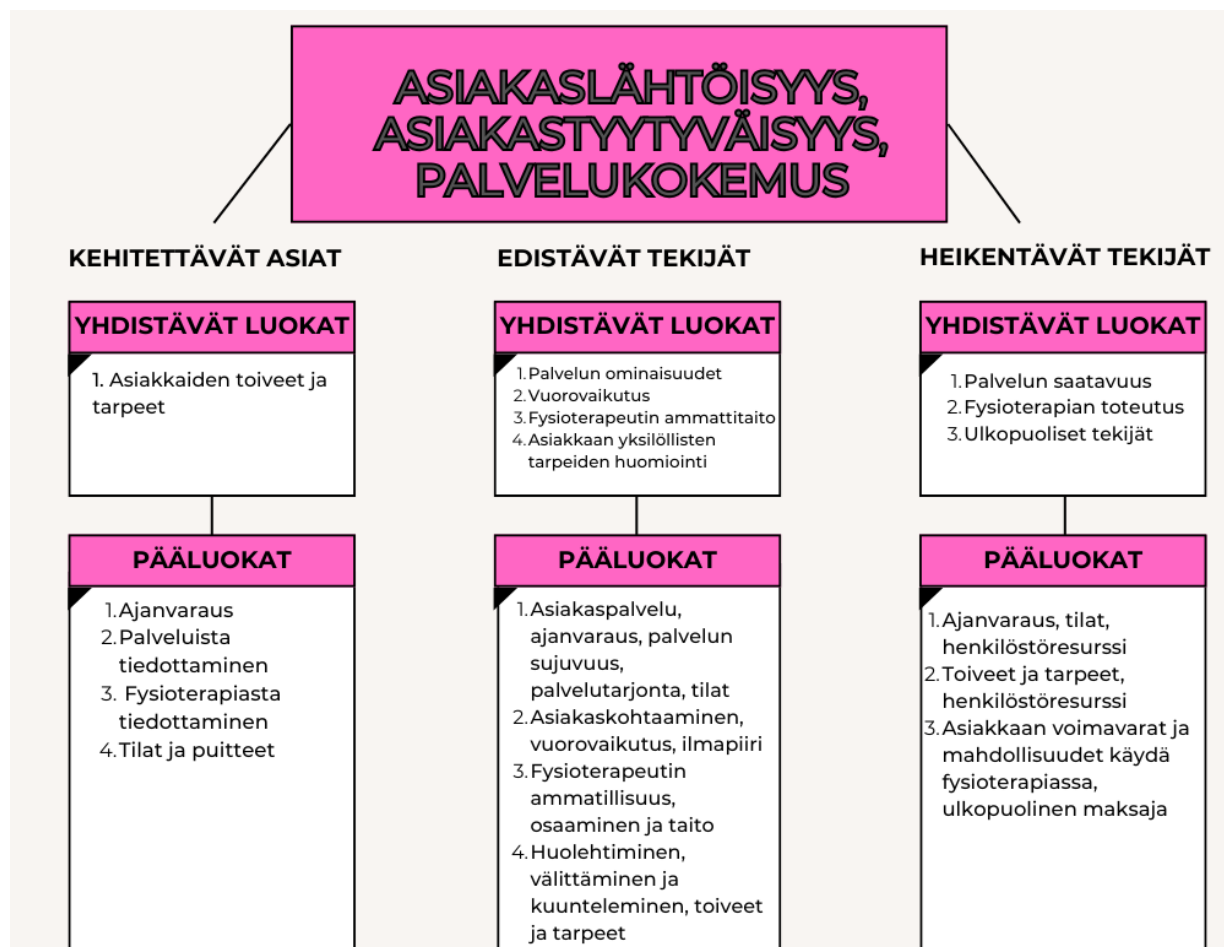 ASIAKASLÄHTÖISYYS,
ASIAKASTYYTYVÄISYYS,
PALVELUKOKEMUS
KEHITETTÄVÄT ASIAT
YHDISTÄVÄT LUOKAT
1. Asiakkaiden toiveet ja
tarpeet
PÄÄLUOKAT
1. Ajanvaraus
2. Palveluista
tiedottaminen
3. Fysioterapiasta
tiedottaminen
4. Tilat ja puitteet
EDISTÄVÄT TEKIJÄT
YHDISTÄVÄT LUOKAT
1. Palvelun ominaisuudet
2. Vuorovaikutus
3. Fysioterapeutin ammattitaito
4. Asiakkaan yksilöllisten
tarpeiden huomiointi
PÄÄLUOKAT
1. Asiakaspalvelu,
ajanvaraus, palvelun
sujuvuus,
palvelutarjonta, tilat
2. Asiakaskohtaaminen,
vuorovaikutus, ilmapiiri
3. Fysioterapeutin
ammatillisuus,
osaaminen ja taito
4. Huolehtiminen,
välittäminen ja
kuunteleminen, toiveet
ja tarpeet
HEIKENTÄVÄT TEKIJÄT
YHDISTÄVÄT LUOKAT
1. Palvelun saatavuus
2. Fysioterapian toteutus
3. Ulkopuoliset tekijät
PÄÄLUOKAT
1. Ajanvaraus, tilat,
henkilöstöresurssi
2. Toiveet ja tarpeet,
henkilöstöresurssi
3. Asiakkaan voimavarat ja
mahdollisuudet käydä
fysioterapiassa,
ulkopuolinen maksaja